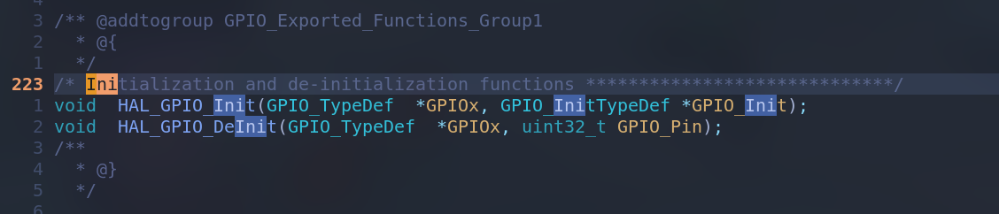 4
3 /** @addtogroup GPIO_Exported_Functions_Group1
2   * @{
1   */
223 /* Initialization and de-initialization functions *****************************/
1 void  HAL_GPIO_Init(GPIO_TypeDef  *GPIOx, GPIO_InitTypeDef *GPIO_Init);
2 void  HAL_GPIO_DeInit(GPIO_TypeDef  *GPIOx, uint32_t GPIO_Pin);
3 /**
4   * @}
5   */
6